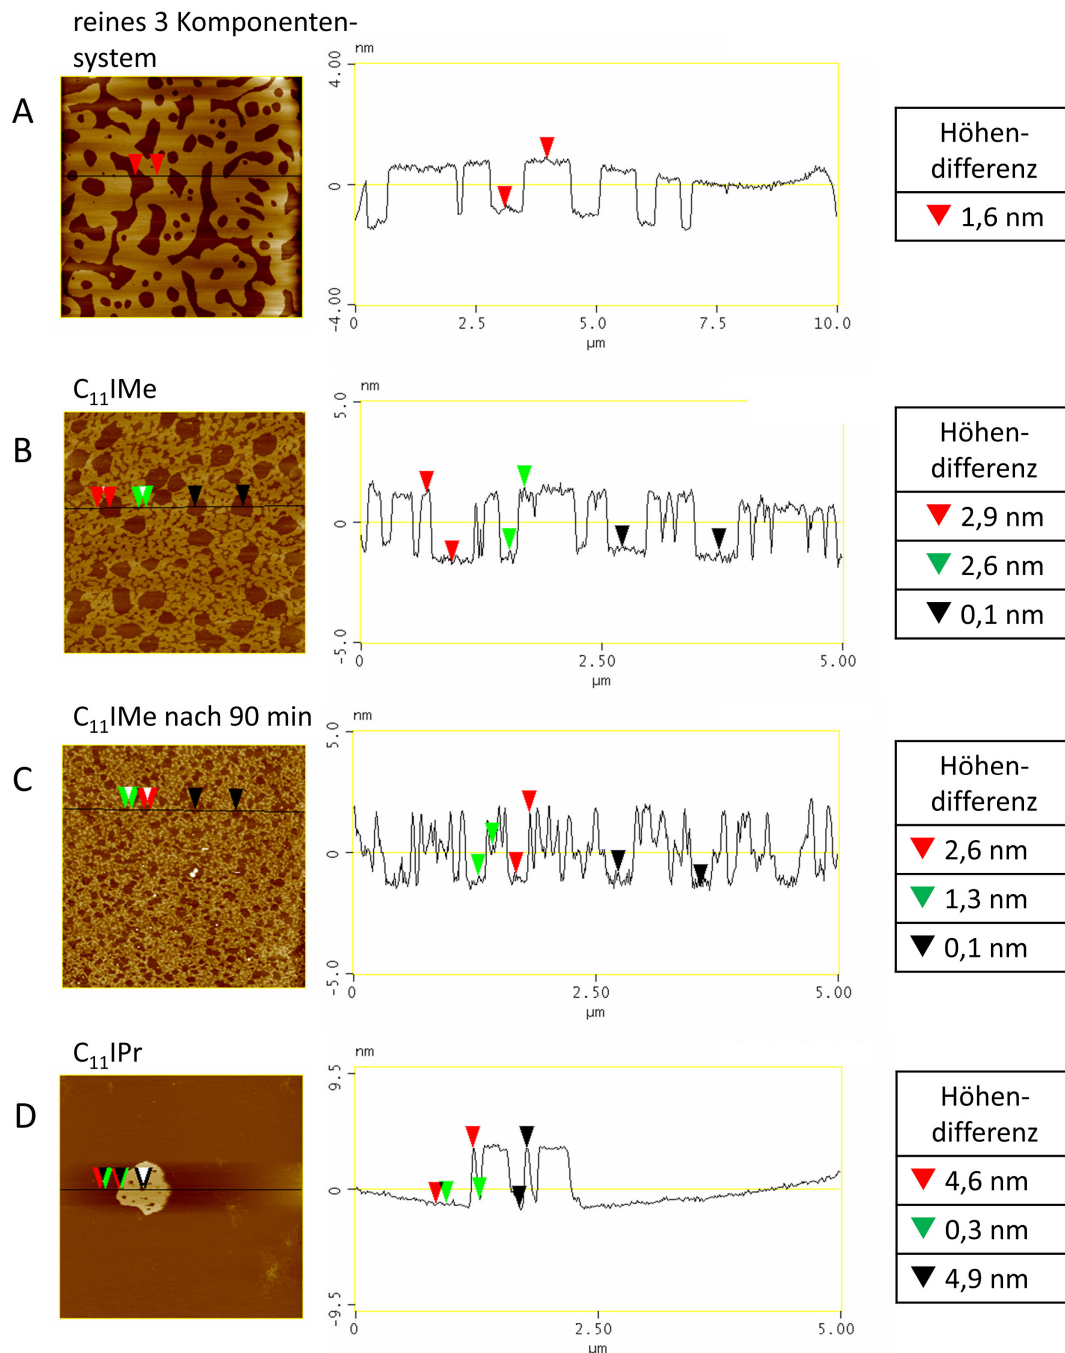 reines 3 Komponenten-
system
A
nm
4.00
0
-4.00
0
2.5
5.0
7.5
10.0
µm
Höhen-
differenz
1,6 nm
C₁₁IMe
B
nm
5.0
0
-5.0
0
2.50
5.00
µm
Höhen-
differenz
2,9 nm
2,6 nm
0,1 nm
C₁₁IMe nach 90 min
C
nm
5.0
0
-5.0
0
2.50
5.00
µm
Höhen-
differenz
2,6 nm
1,3 nm
0,1 nm
C₁₁IPr
D
nm
9.5
0
-9.5
0
2.50
5.00
µm
Höhen-
differenz
4,6 nm
0,3 nm
4,9 nm